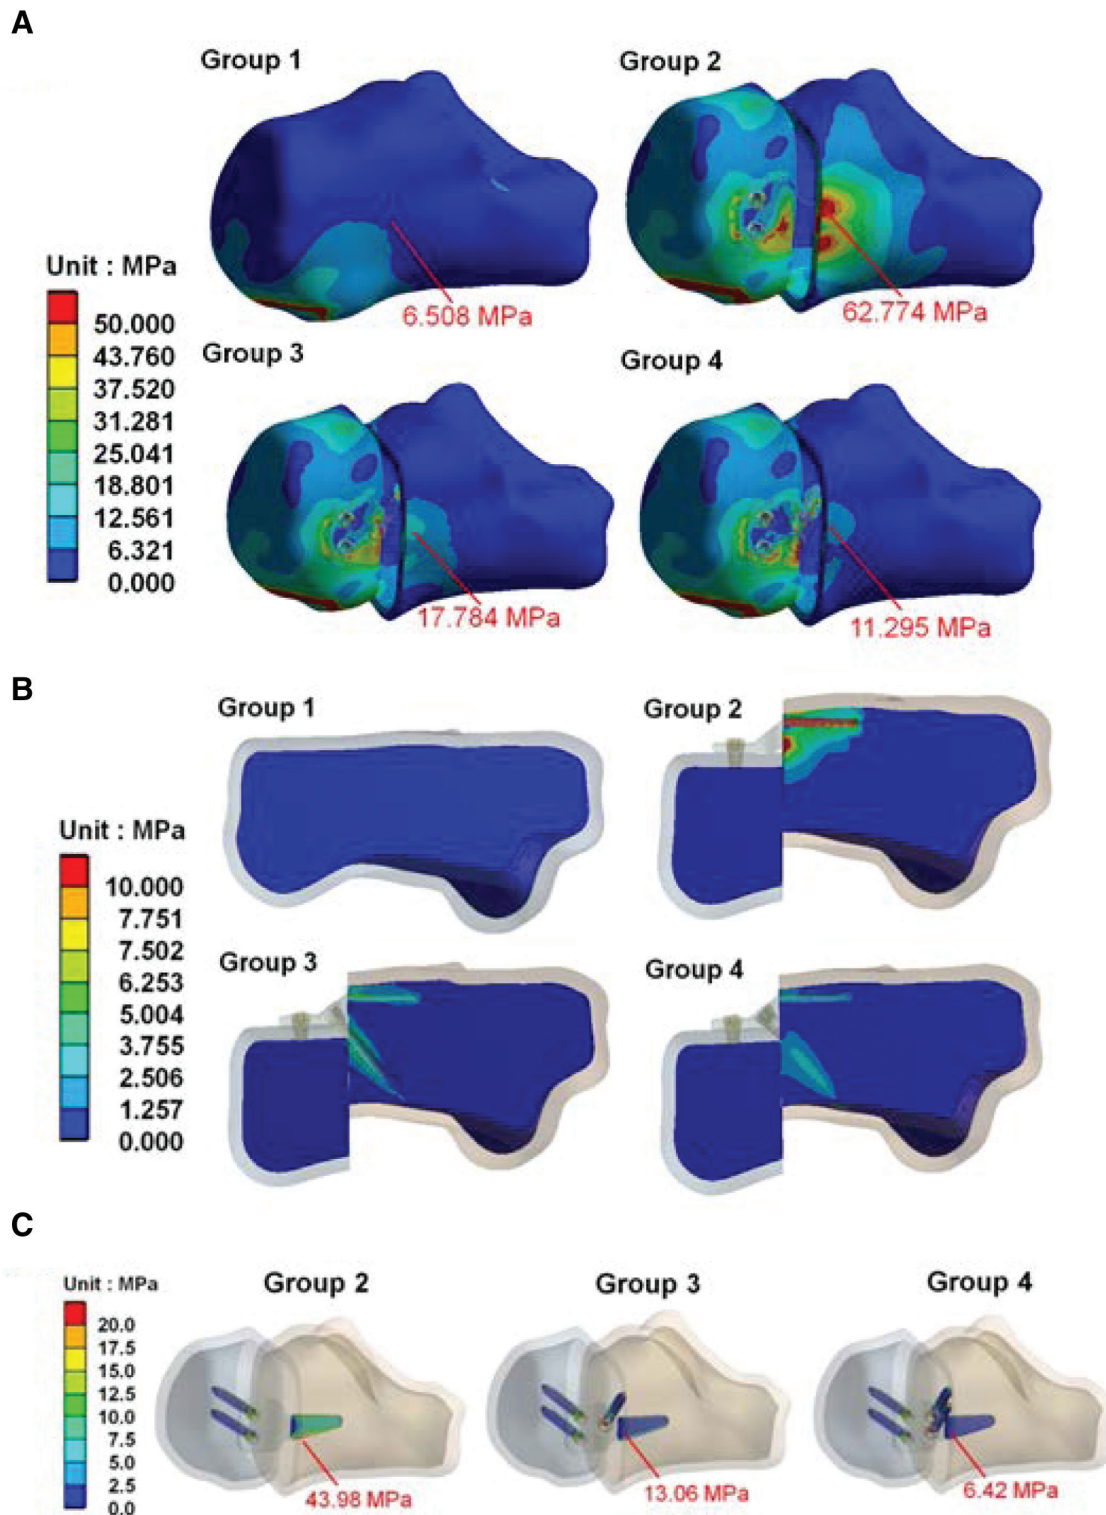 A
Group 1
Group 2
Unit : MPa
50.000
43.760
37.520
31.281
25.041
18.801
12.561
6.321
0.000
6.508 MPa
62.774 MPa
Group 3
Group 4
17.784 MPa
11.295 MPa
B
Group 1
Group 2
Unit : MPa
10.000
7.751
7.502
6.253
5.004
3.755
2.506
1.257
0.000
Group 3
Group 4
C
Unit : MPa
20.0
17.5
15.0
12.5
10.0
7.5
5.0
2.5
0.0
Group 2
Group 3
Group 4
43.98 MPa
13.06 MPa
6.42 MPa